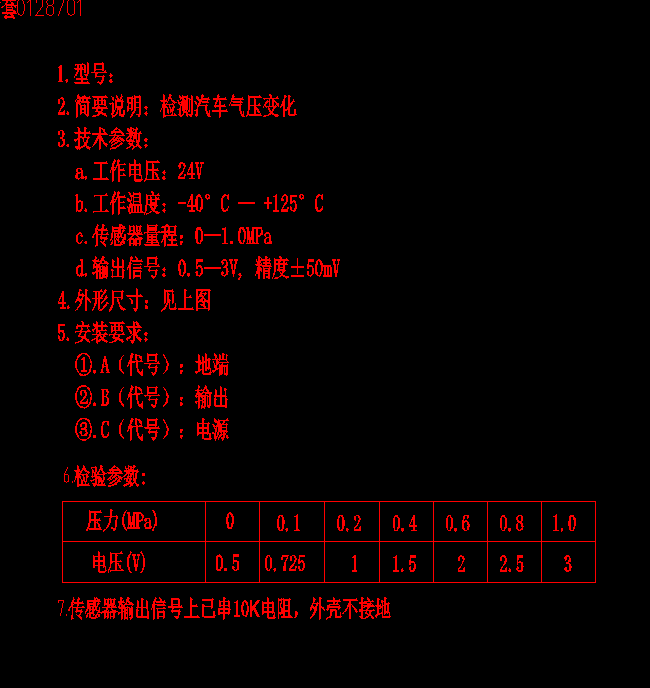 套0128701
1.型号:
2.简要说明: 检测汽车气压变化
3.技术参数:
a.工作电压: 24V
b.工作温度: -40°C — +125°C
c.传感器量程: 0—1.0MPa
d.输出信号: 0.5—3V, 精度±50mV
4.外形尺寸: 见上图
5.安装要求:
①.A(代号): 地端
②.B(代号): 输出
③.C(代号): 电源
6.检验参数:
压力(MPa) 0 0.1 0.2 0.4 0.6 0.8 1.0
电压(V) 0.5 0.725 1 1.5 2 2.5 3
7.传感器输出信号上已串10K电阻, 外壳不接地